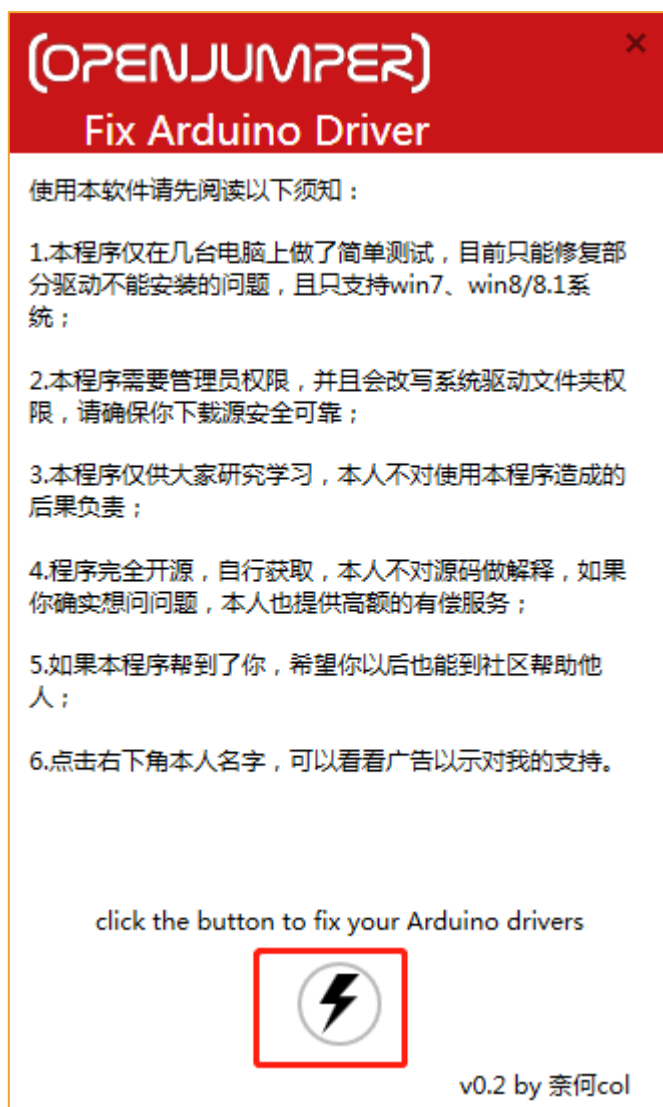 (OPENJUMPER)
Fix Arduino Driver
使用本软件请先阅读以下须知：
1.本程序仅在几台电脑上做了简单测试，目前只能修复部
分驱动不能安装的问题，且只支持win7、win8/8.1系
统；
2.本程序需要管理员权限，并且会改写系统驱动文件夹权
限，请确保你下载源安全可靠；
3.本程序仅供大家研究学习，本人不对使用本程序造成的
后果负责；
4.程序完全开源，自行获取，本人不对源码做解释，如果
你确实想问问题，本人也提供高额的有偿服务；
5.如果本程序帮到了你，希望你以后也能到社区帮助他
人；
6.点击右下角本人名字，可以看看广告以示对我的支持。
click the button to fix your Arduino drivers
v0.2 by 奈何col